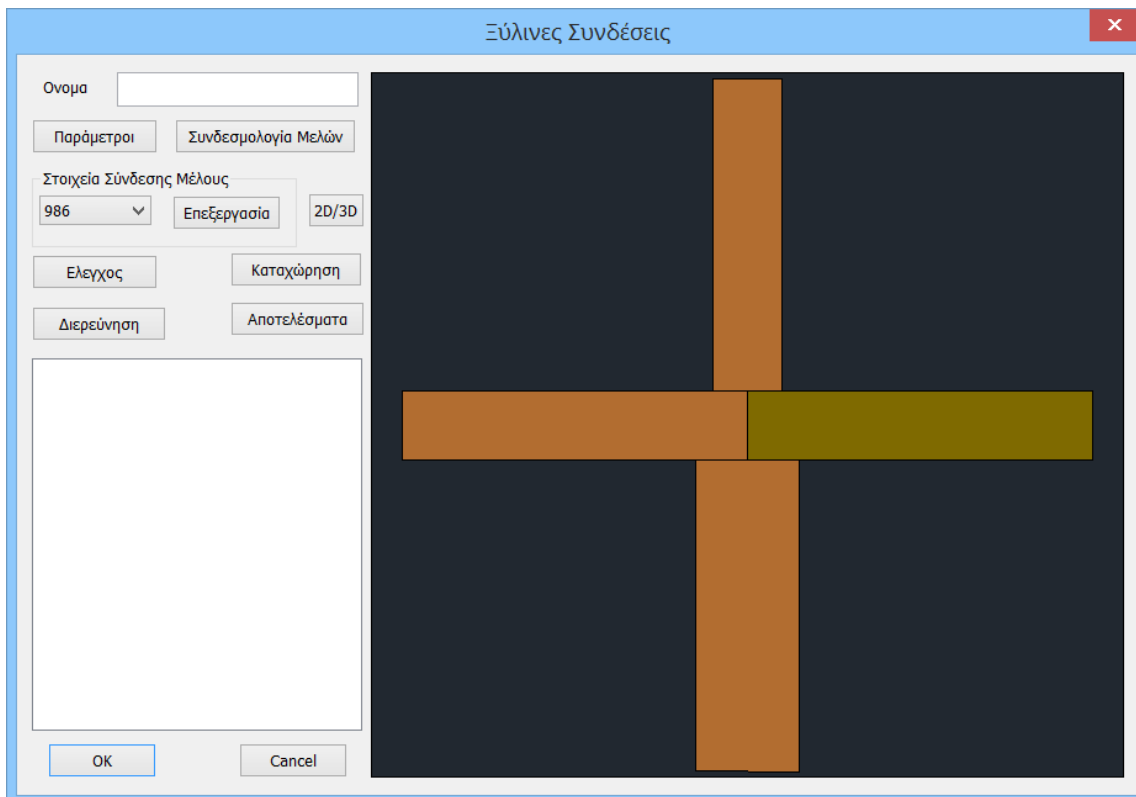 Ξύλινες Συνδέσεις
Ονομα
Παράμετροι Συνδεσμολογία Μελών
Στοιχεία Σύνδεσης Μέλους
986 Επεξεργασία 2D/3D
Ελεγχος Καταχώρηση
Διερεύνηση Αποτελέσματα
OK Cancel